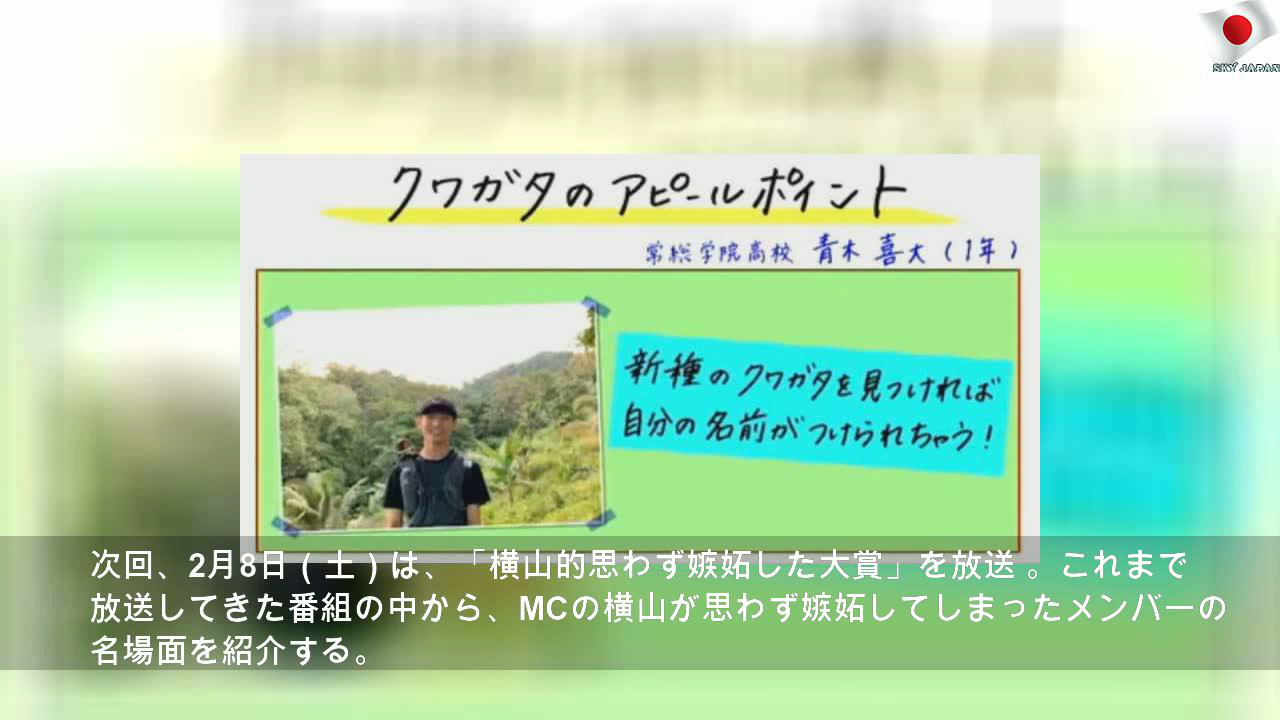 SKY JAPAN
クワガタのアピールポイント
常総学院高校 青木 喜大 (1年)
新種のクワガタを見つければ
自分の名前がつけられちゃう!
次回、2月8日(土)は、「横山的思わず嫉妬した大賞」を放送 。これまで
放送してきた番組の中から、MCの横山が思わず嫉妬してしまったメンバーの
名場面を紹介する。